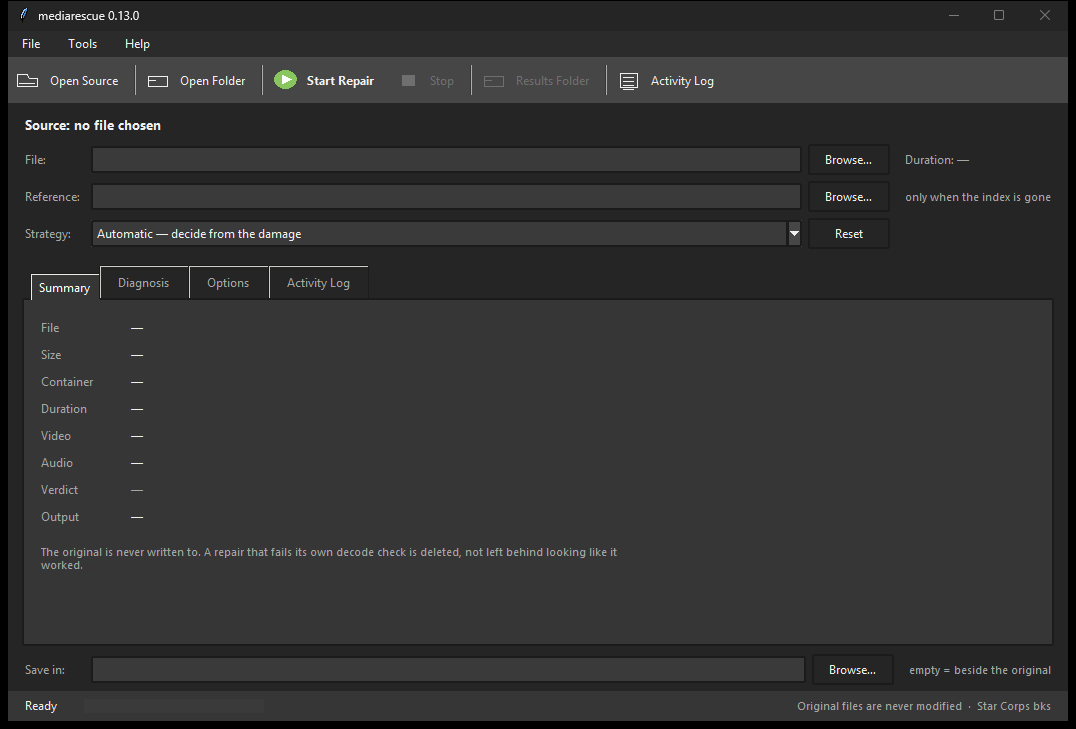 mediarescue 0.13.0
File Tools Help
Open Source Open Folder Start Repair Stop Results Folder Activity Log
Source: no file chosen
File: Browse... Duration: —
Reference: Browse... only when the index is gone
Strategy: Automatic — decide from the damage Reset
Summary Diagnosis Options Activity Log
File —
Size —
Container —
Duration —
Video —
Audio —
Verdict —
Output —
The original is never written to. A repair that fails its own decode check is deleted, not left behind looking like it
worked.
Save in: Browse... empty = beside the original
Ready Original files are never modified · Star Corps bks